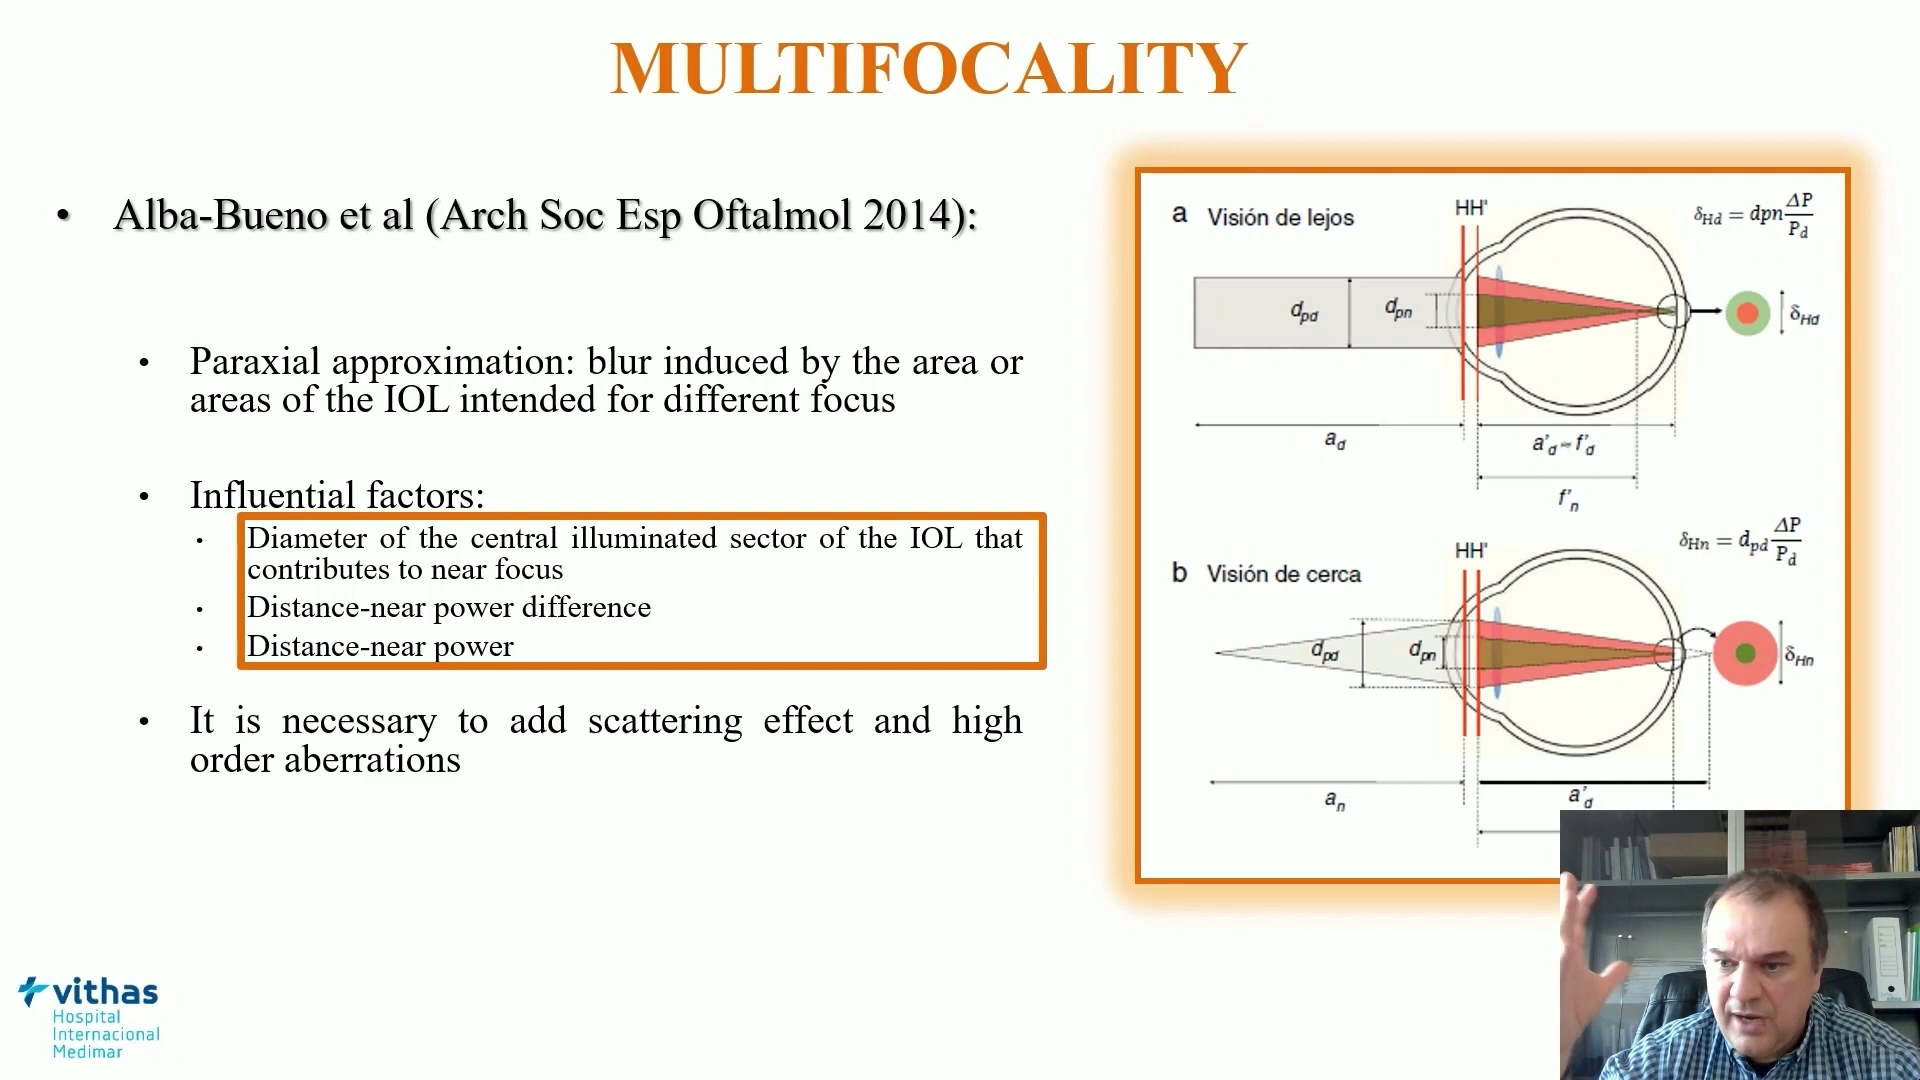 MULTIFOCALITY
• Alba-Bueno et al (Arch Soc Esp Oftalmol 2014):
• Paraxial approximation: blur induced by the area or
areas of the IOL intended for different focus
• Influential factors:
• Diameter of the central illuminated sector of the IOL that
contributes to near focus
• Distance-near power difference
• Distance-near power
• It is necessary to add scattering effect and high
order aberrations
a Visión de lejos
HH'
δHd = dpn ΔP/Pd
dpd
dpn
δHd
ad
a'd ~ f'd
f'n
b Visión de cerca
HH'
δHn = dpd ΔP/Pd
dpd
dpn
δHn
an
a'd
vithas
Hospital
Internacional
Medimar